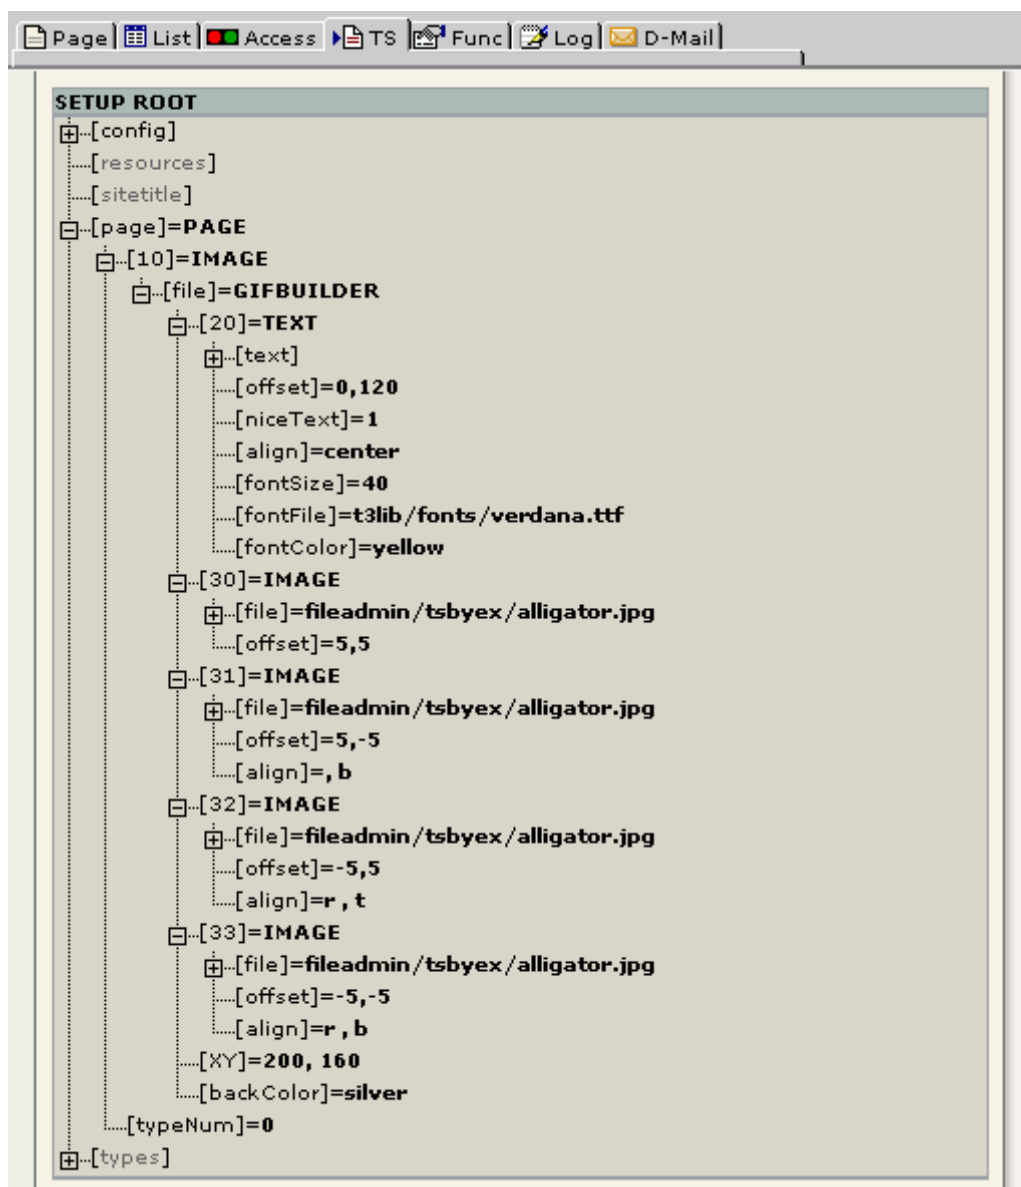 Page List Access TS Func Log D-Mail
SETUP ROOT
[config]
[resources]
[sitetitle]
[page]=PAGE
[10]=IMAGE
[file]=GIFBUILDER
[20]=TEXT
[text]
[offset]=0,120
[niceText]=1
[align]=center
[fontSize]=40
[fontFile]=t3lib/fonts/verdana.ttf
[fontColor]=yellow
[30]=IMAGE
[file]=fileadmin/tsbyex/alligator.jpg
[offset]=5,5
[31]=IMAGE
[file]=fileadmin/tsbyex/alligator.jpg
[offset]=5,-5
[align]=, b
[32]=IMAGE
[file]=fileadmin/tsbyex/alligator.jpg
[offset]=-5,5
[align]=r , t
[33]=IMAGE
[file]=fileadmin/tsbyex/alligator.jpg
[offset]=-5,-5
[align]=r , b
[XY]=200, 160
[backColor]=silver
[typeNum]=0
[types]